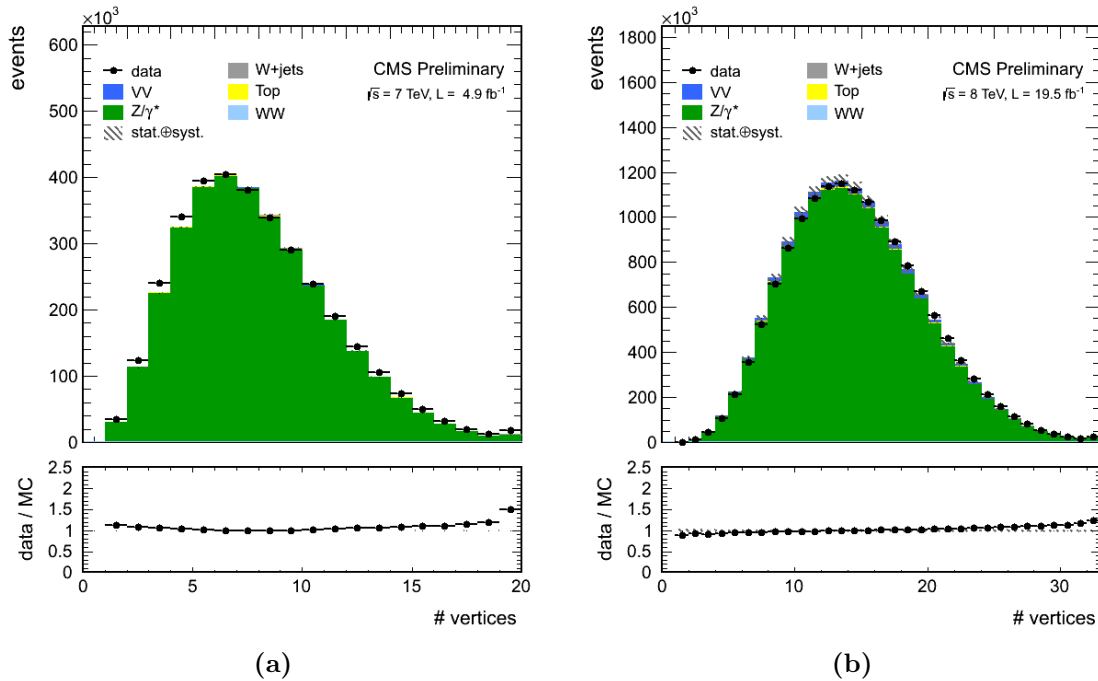 ×10³
events
600
500
400
300
200
100
0
data
VV
Z/γ*
stat.⊕syst.
W+jets
Top
WW
CMS Preliminary
√s = 7 TeV, L = 4.9 fb⁻¹
data / MC
2.5
2
1.5
1
0.5
0
0 5 10 15 20
# vertices
(a)
×10³
events
1800
1600
1400
1200
1000
800
600
400
200
0
data
VV
Z/γ*
stat.⊕syst.
W+jets
Top
WW
CMS Preliminary
√s = 8 TeV, L = 19.5 fb⁻¹
data / MC
2.5
2
1.5
1
0.5
0
0 10 20 30
# vertices
(b)